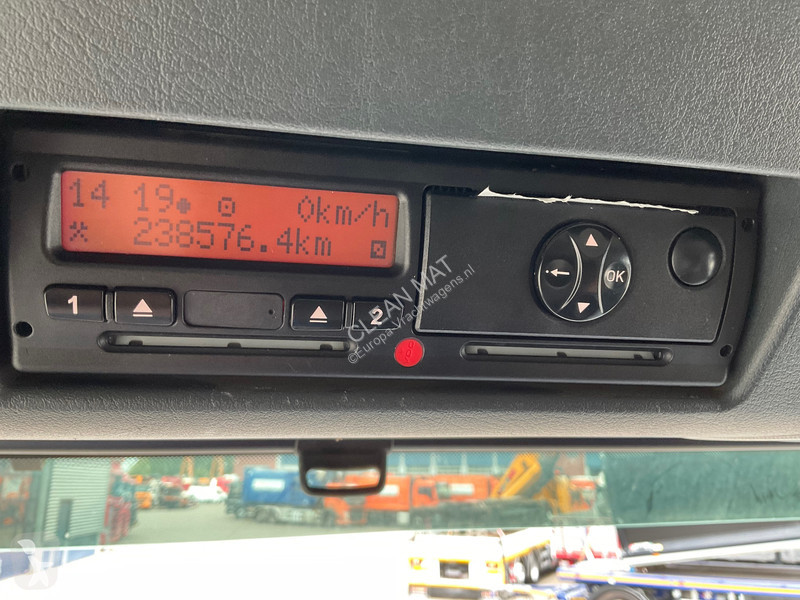 14 19 0km/h
238576.4km
1
2
OK
CLEAN MAT
©Europa-Vrachtwagens.nl